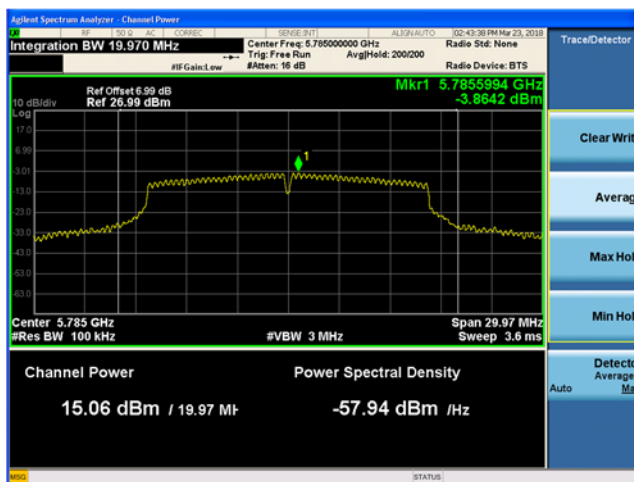 Agilent Spectrum Analyzer - Channel Power
RF 50 Ω AC CORREC SENSE:INT ALIGN AUTO 02:43:38 PM Mar 23, 2018
Integration BW 19.970 MHz Center Freq: 5.785000000 GHz Radio Std: None
Trig: Free Run Avg|Hold: 200/200
#IFGain:Low #Atten: 16 dB Radio Device: BTS
Trace/Detector
Ref Offset 6.99 dB Mkr1 5.7855994 GHz
10 dB/div Ref 26.99 dBm -3.8642 dBm
Log
17.0
6.99
1
-3.01
-13.0
-23.0
-33.0
-43.0
-53.0
-63.0
Center 5.785 GHz Span 29.97 MHz
#Res BW 100 kHz #VBW 3 MHz Sweep 3.6 ms
Channel Power Power Spectral Density
15.06 dBm / 19.97 MH -57.94 dBm /Hz
Clear Writ
Averag
Max Hol
Min Hol
Detecto
Average
Auto Ma
MSG STATUS